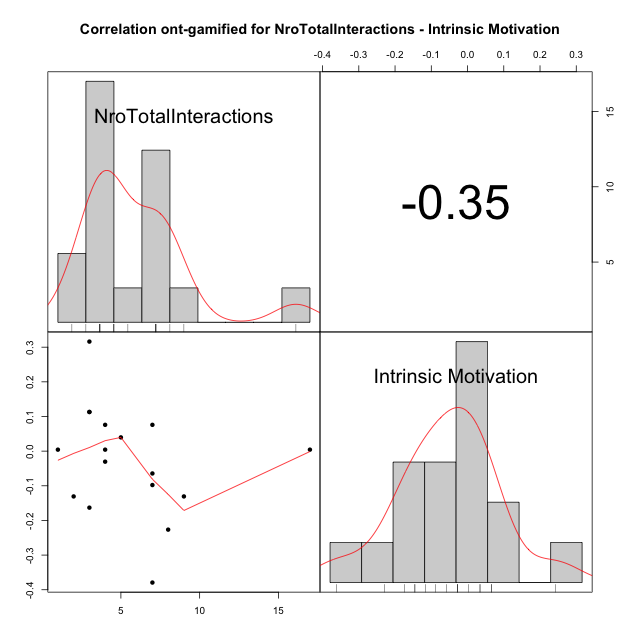 Correlation ont-gamified for NroTotalInteractions - Intrinsic Motivation
-0.4 -0.3 -0.2 -0.1 0.0 0.1 0.2 0.3
NroTotalInteractions
-0.35
15
10
5
Intrinsic Motivation
0.3
0.2
0.1
0.0
-0.1
-0.2
-0.3
-0.4
5 10 15